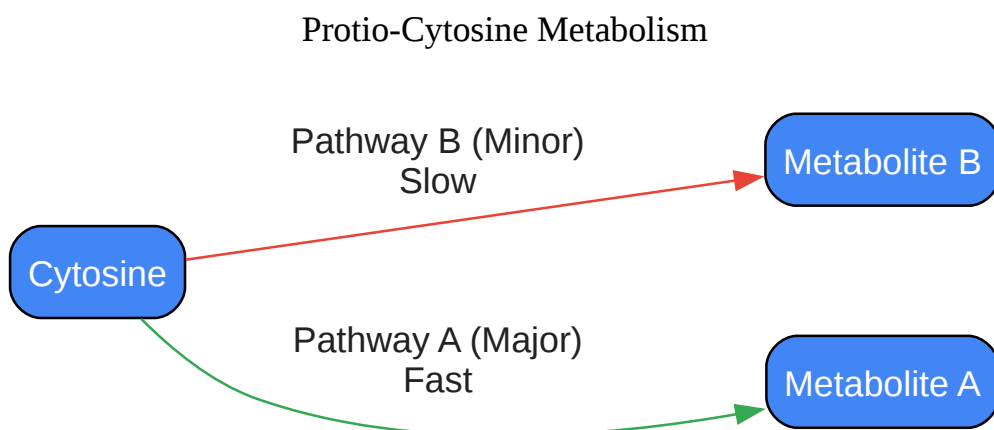 Protio-Cytosine Metabolism
Pathway B (Minor)
Slow
Metabolite B
Cytosine
Pathway A (Major)
Fast
Metabolite A